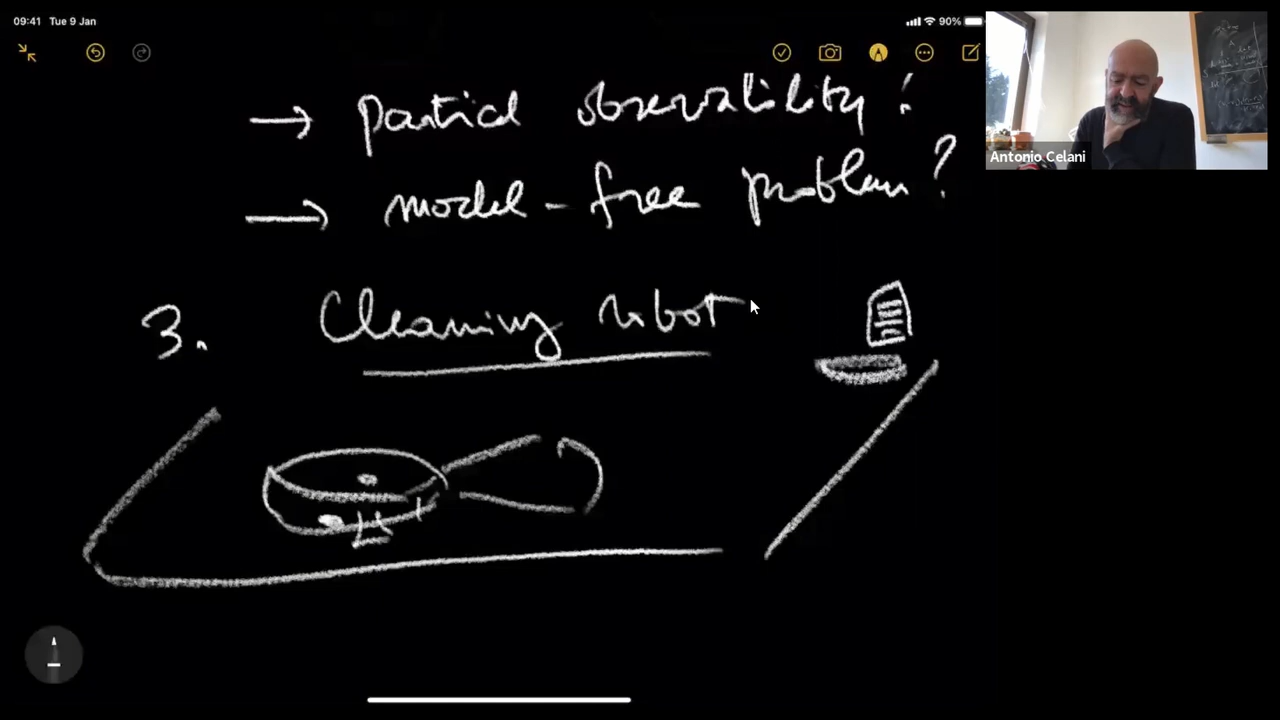 09:41 Tue 9 Jan
90%
Antonio Celani
→ partial observability?
→ model-free problem?
3. Cleaning robot